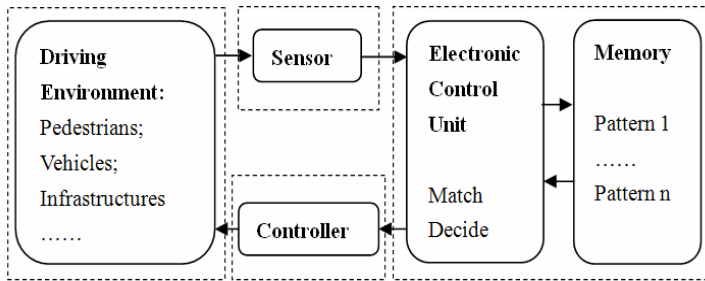 Driving
Environment:
Pedestrians;
Vehicles;
Infrastructures
……
Sensor
Controller
Electronic
Control
Unit
Match
Decide
Memory
Pattern 1
……
Pattern n